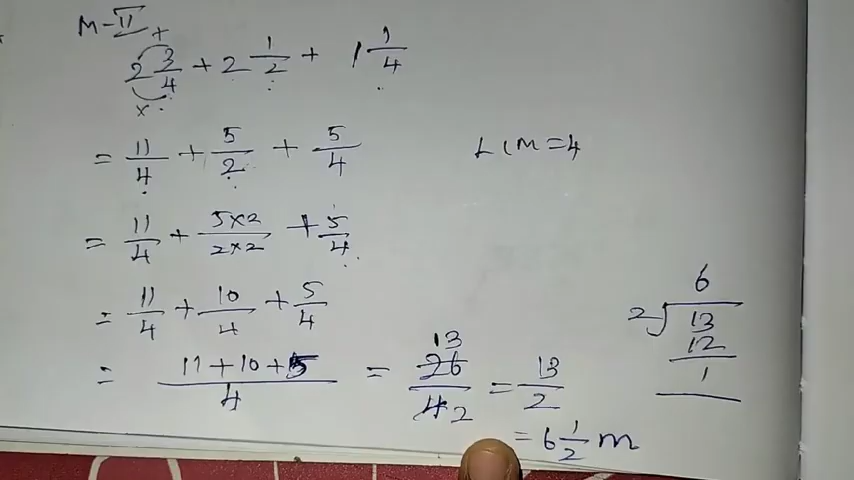 M-II
2 3/4 + 2 1/2 + 1 1/4
+
×
= 11/4 + 5/2 + 5/4
LCM = 4
= 11/4 + 5×2/2×2 + 5/4
= 11/4 + 10/4 + 5/4
= 11+10+5/4 = 26/4 = 13/2
13
2
= 6 1/2 m
6
2 13
12
1